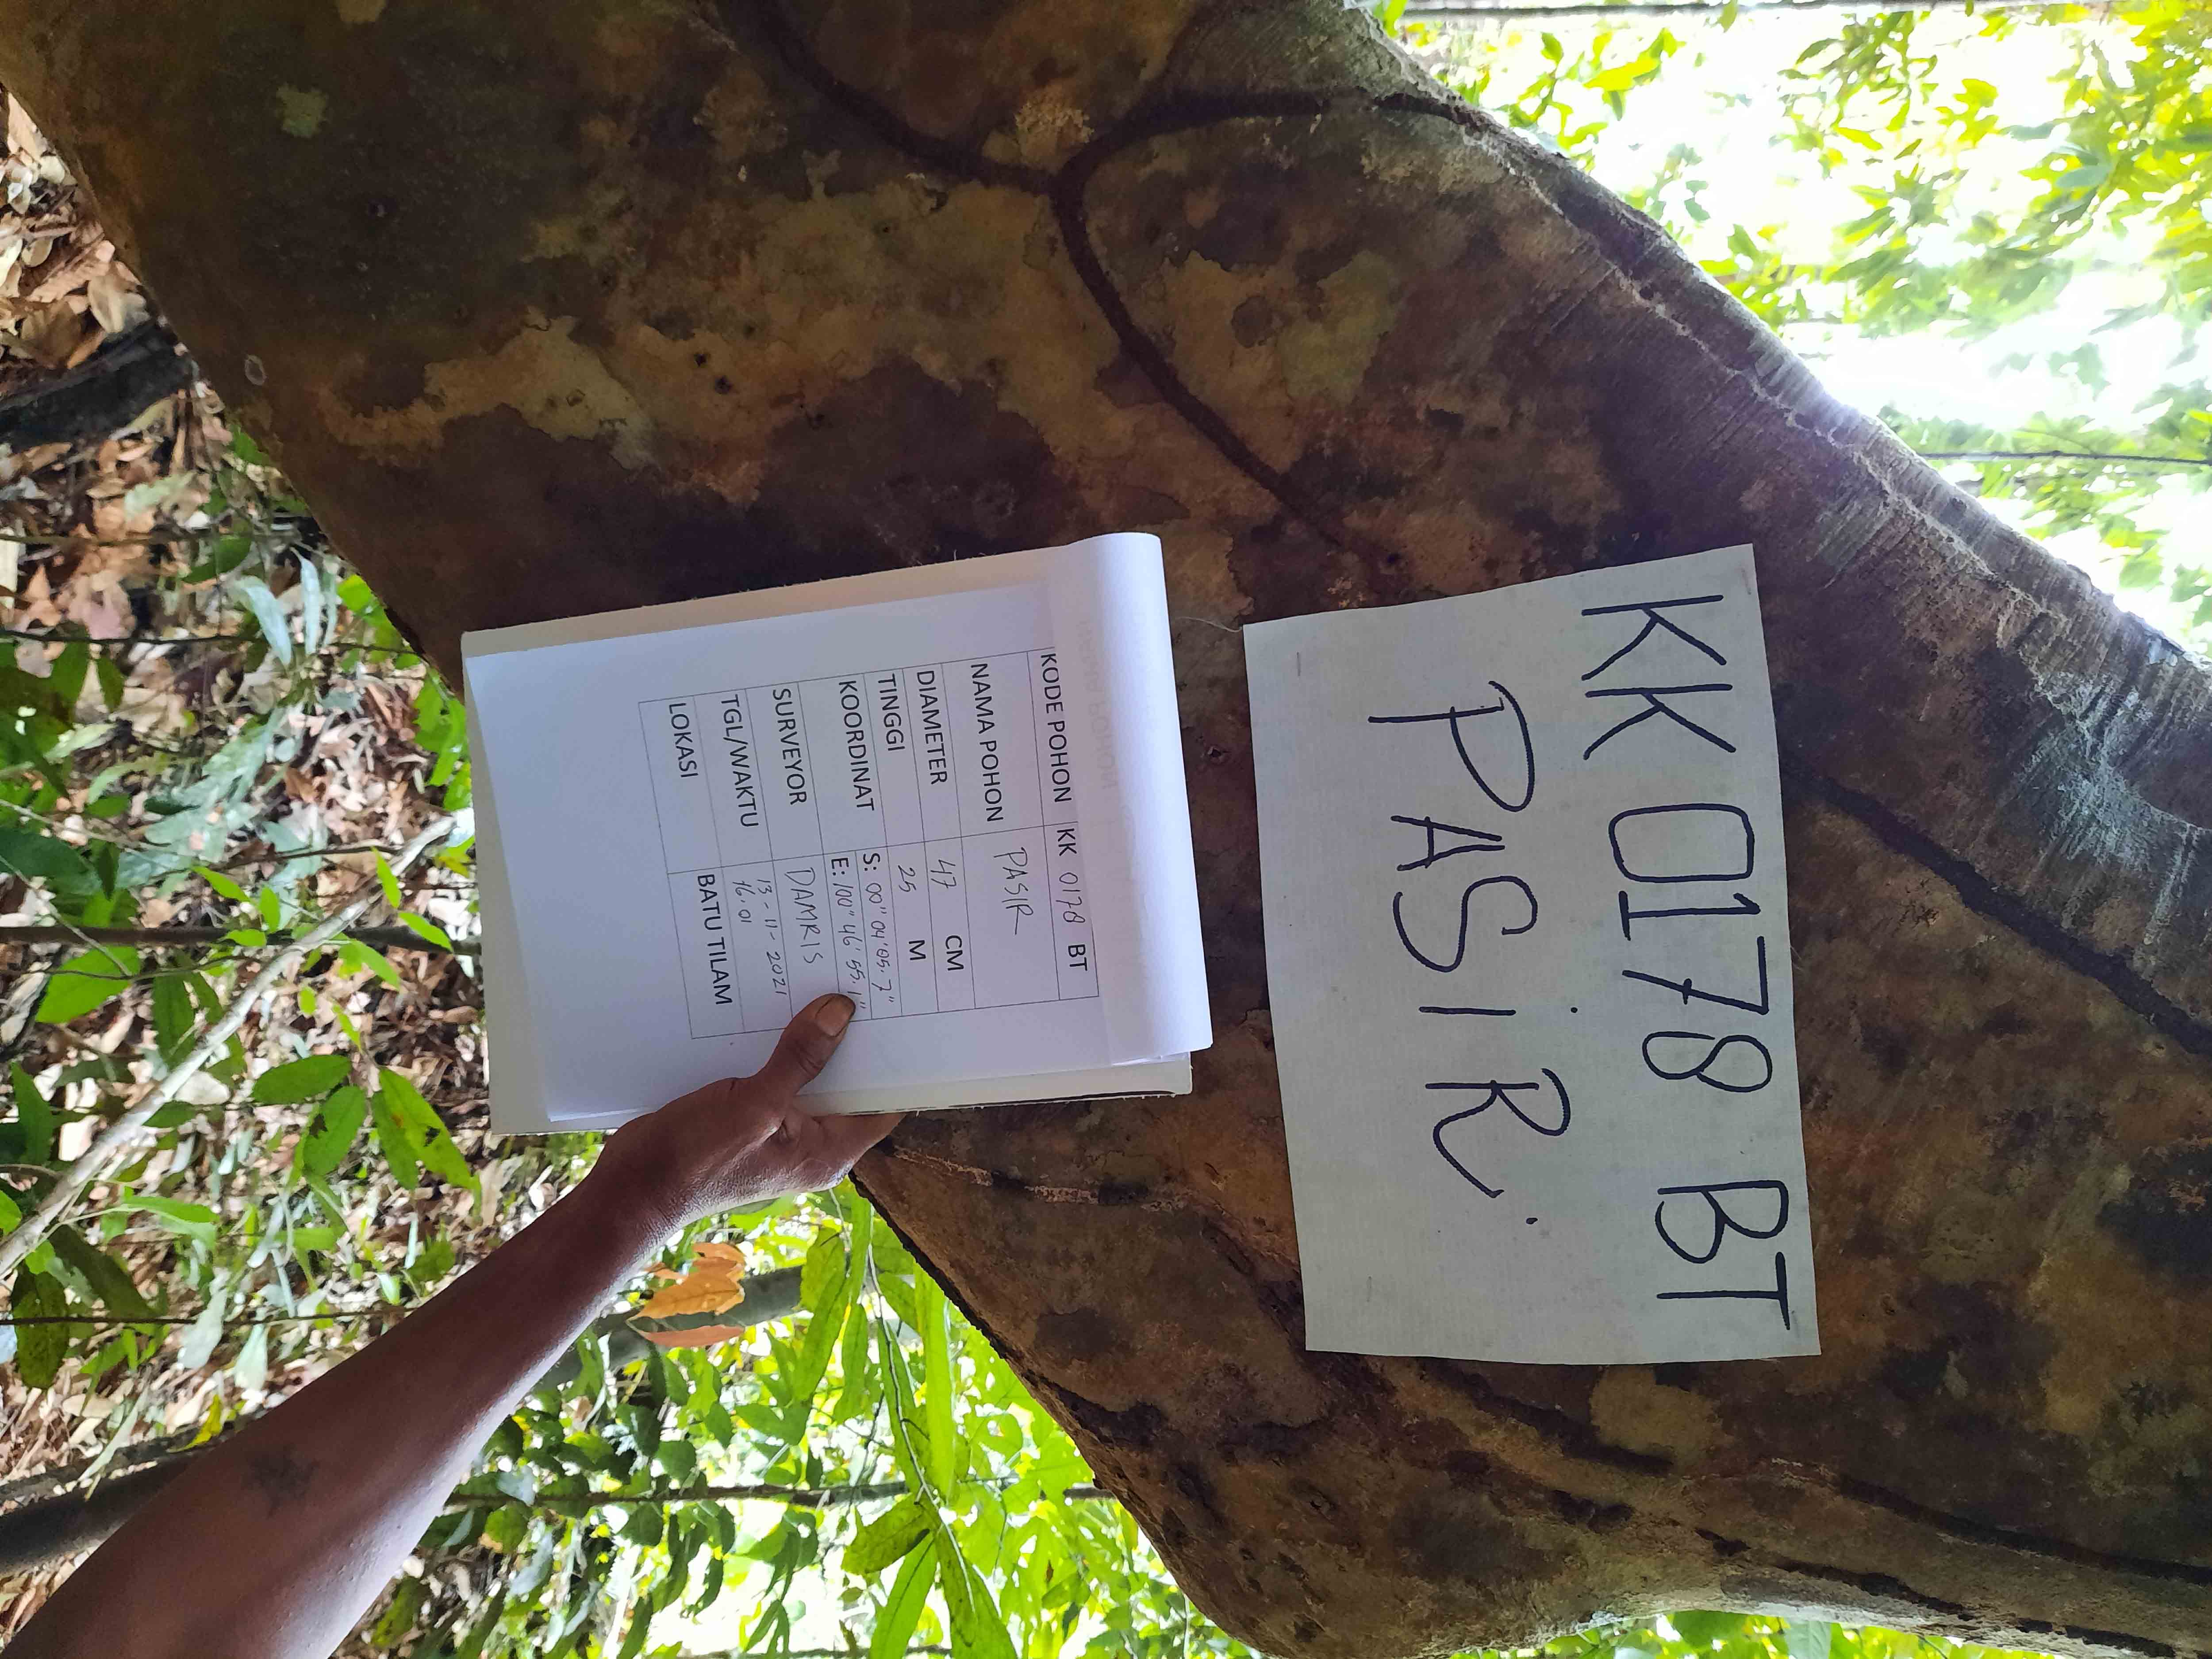 KK 0178 BT
PASiR.
KODE POHON KK 0178 BT
NAMA POHON PASIR
DIAMETER 47 CM
TINGGI 25 M
KOORDINAT S: 00" 04' 05.7"
E: 100" 46' 55.1"
SURVEYOR DAMRIS
TGL/WAKTU 13-11-2021
16.01
LOKASI BATU TILAM